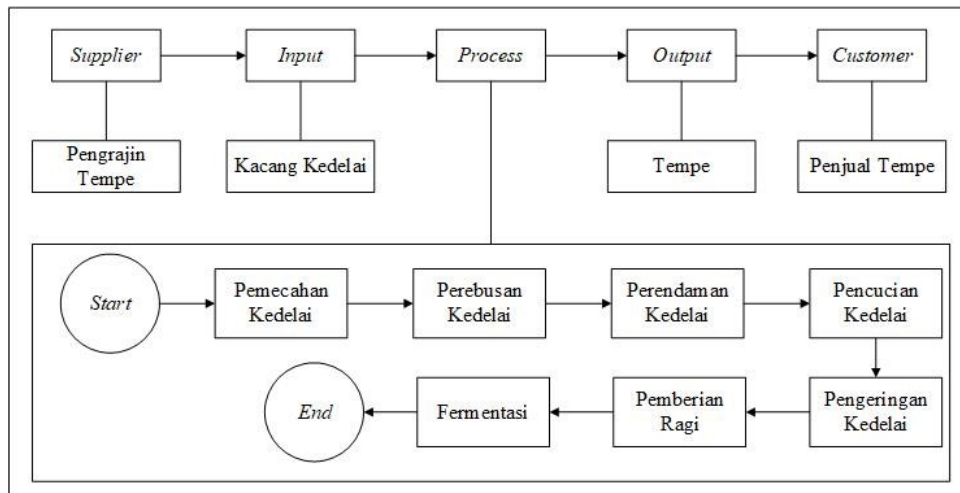 Supplier
Input
Process
Output
Customer
Pengrajin
Tempe
Kacang Kedelai
Tempe
Penjual Tempe
Start
Pemecahan
Kedelai
Perebusan
Kedelai
Perendaman
Kedelai
Pencucian
Kedelai
End
Fermentasi
Pemberian
Ragi
Pengeringan
Kedelai